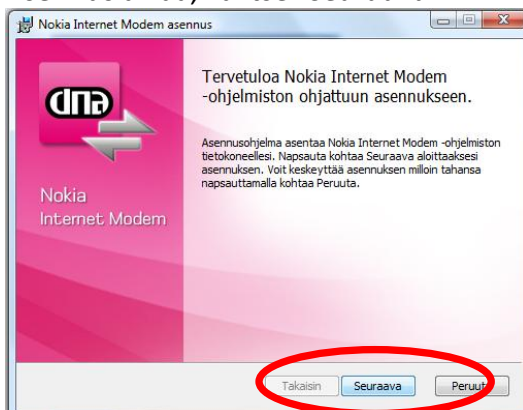 Nokia Internet Modem asennus
dna
Tervetuloa Nokia Internet Modem
-ohjelmiston ohjattuun asennukseen.
Asennusohjelma asentaa Nokia Internet Modem -ohjelmiston
tietokoneellesi. Napsauta kohtaa Seuraava aloittaaksesi
asennuksen. Voit keskeyttää asennuksen milloin tahansa
napsauttamalla kohtaa Peruuta.
Nokia
Internet Modem
Takaisin Seuraava Peruuta